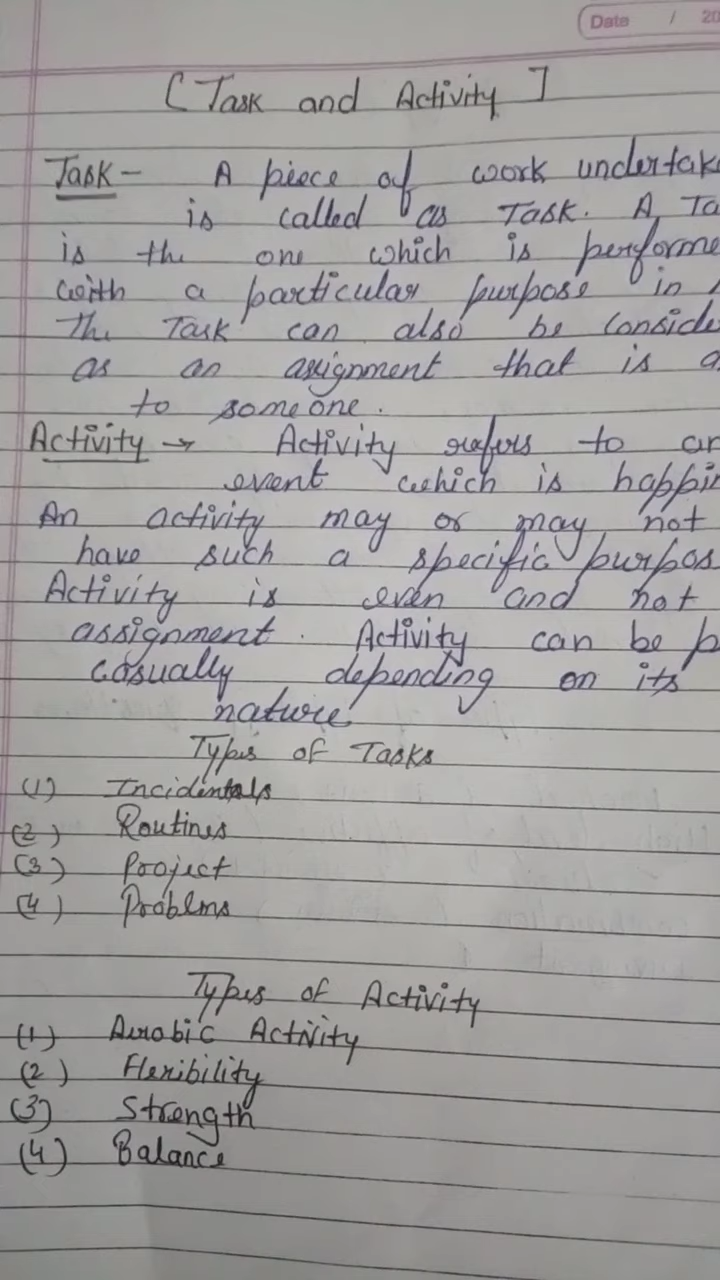 Date / 20
[Task and Activity]
Task - A piece of work undertak
is called as Task. A Ta
is the one which is performe
with a particular purpose in
The Task can also be Conside
as an assignment that is a
to someone.
Activity → Activity refers to an
event which is happin
An activity may or may not
have such a specific purpos
Activity is even and not
assignment. Activity can be p
casually depending on its
nature.
Types of Tasks
(1) Incidentals
(2) Routines
(3) Project
(4) Problms
Types of Activity
(1) Aerobic Activity
(2) Flexibility
(3) Strength
(4) Balance